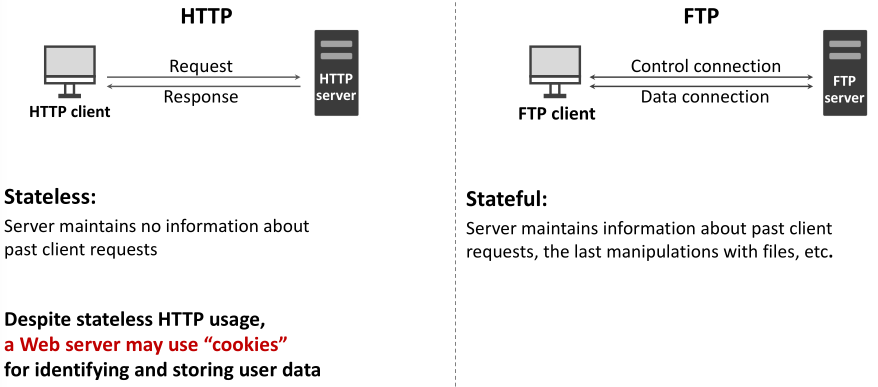 HTTP
Request
Response
HTTP client
HTTP
server
Stateless:
Server maintains no information about
past client requests
Despite stateless HTTP usage,
a Web server may use “cookies”
for identifying and storing user data
FTP
Control connection
Data connection
FTP client
FTP
server
Stateful:
Server maintains information about past client
requests, the last manipulations with files, etc.